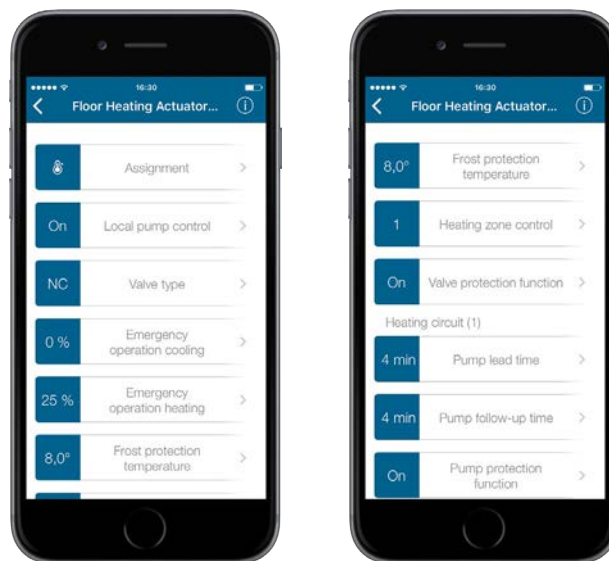 16:30
Floor Heating Actuator...
Assignment
On
Local pump control
NC
Valve type
0 %
Emergency
operation cooling
25 %
Emergency
operation heating
8,0°
Frost protection
temperature
16:30
Floor Heating Actuator...
8,0°
Frost protection
temperature
1
Heating zone control
On
Valve protection function
Heating circuit (1)
4 min
Pump lead time
4 min
Pump follow-up time
On
Pump protection
function